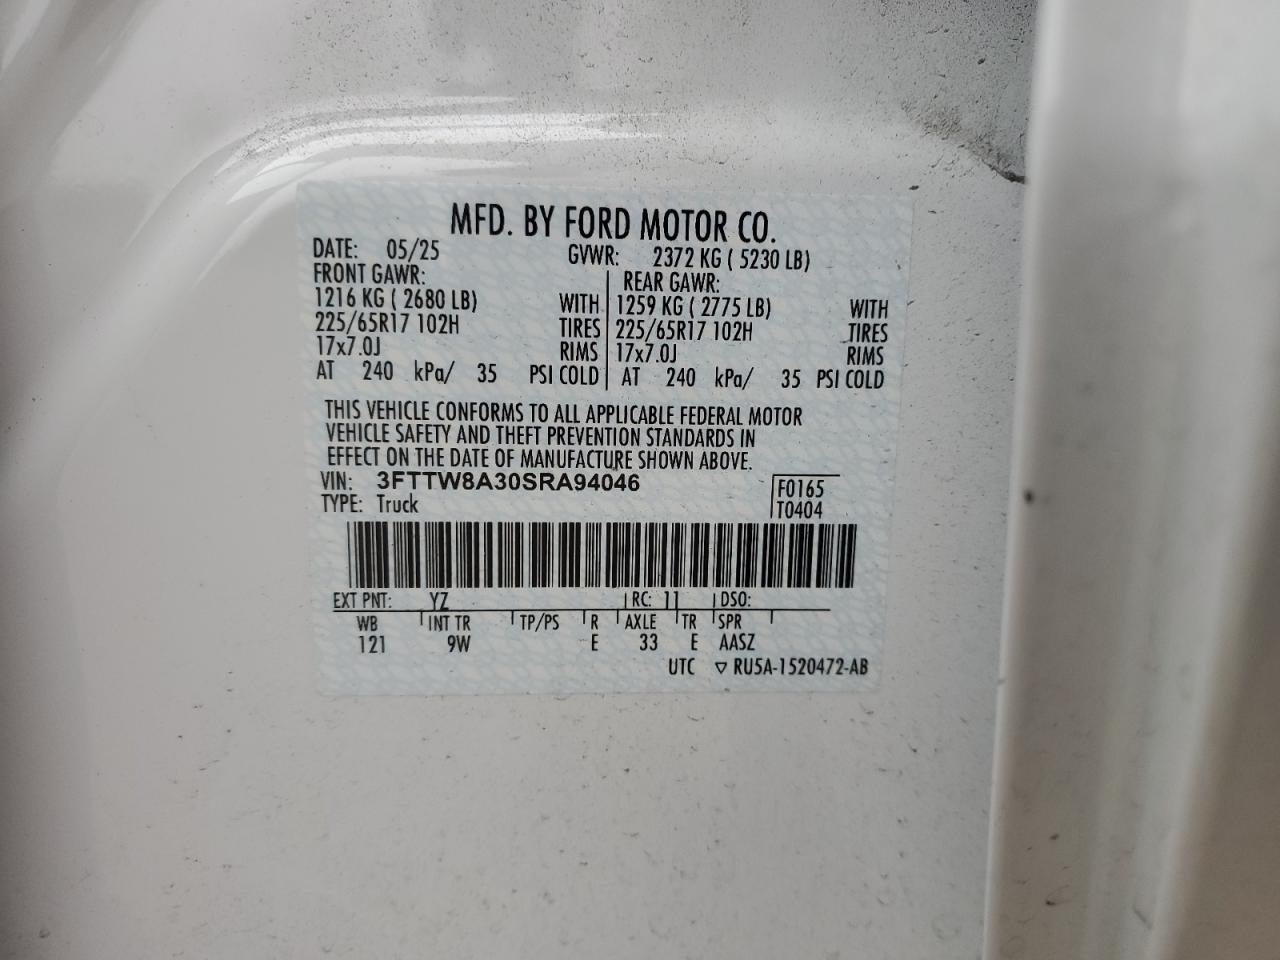 MFD. BY FORD MOTOR CO.
DATE: 05/25 GVWR: 2372 KG ( 5230 LB)
FRONT GAWR: REAR GAWR:
1216 KG ( 2680 LB) WITH 1259 KG ( 2775 LB) WITH
225/65R17 102H TIRES 225/65R17 102H TIRES
17x7.0J RIMS 17x7.0J RIMS
AT 240 kPa/ 35 PSI COLD AT 240 kPa/ 35 PSI COLD
THIS VEHICLE CONFORMS TO ALL APPLICABLE FEDERAL MOTOR
VEHICLE SAFETY AND THEFT PREVENTION STANDARDS IN
EFFECT ON THE DATE OF MANUFACTURE SHOWN ABOVE.
VIN: 3FTTW8A30SRA94046 F0165
TYPE: Truck T0404
EXT PNT: YZ RC: 11 DSO:
WB INT TR TP/PS R AXLE TR SPR
121 9W E 33 E AASZ
UTC ▽ RU5A-1520472-AB